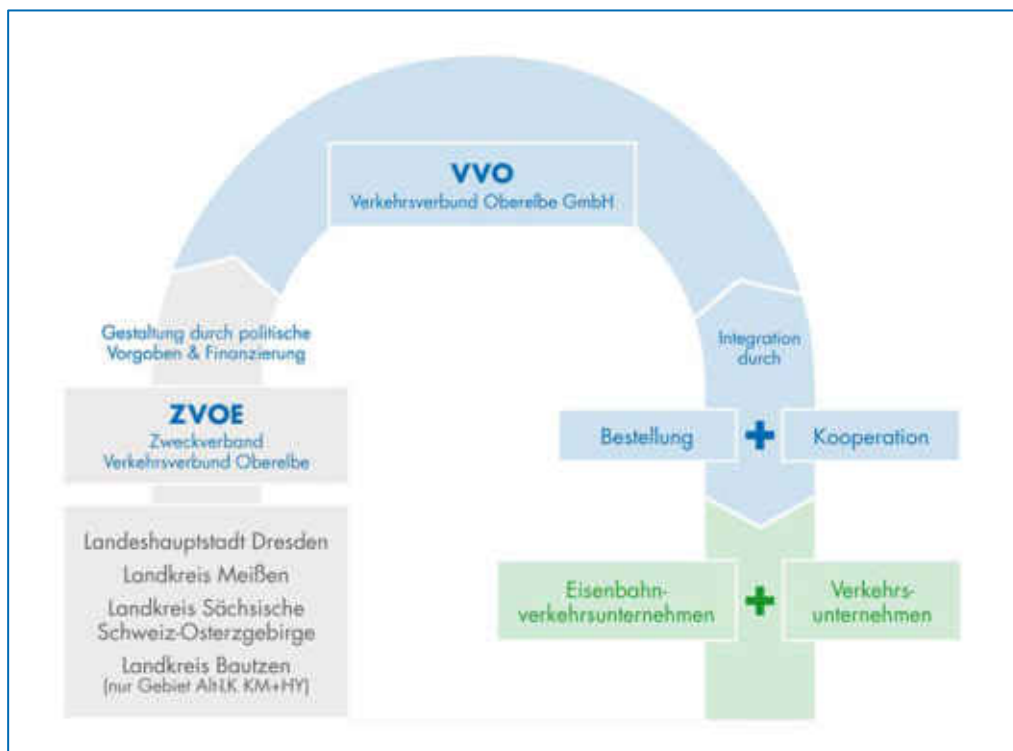 VVO
Verkehrsverbund Oberelbe GmbH
Gestaltung durch politische
Vorgaben & Finanzierung
ZVOE
Zweckverband
Verkehrsverbund Oberelbe
Landeshauptstadt Dresden
Landkreis Meißen
Landkreis Sächsische
Schweiz-Osterzgebirge
Landkreis Bautzen
(nur Gebiet Alt-LK KM+HY)
Integration
durch
Bestellung
+
Kooperation
Eisenbahn-
verkehrsunternehmen
+
Verkehrs-
unternehmen